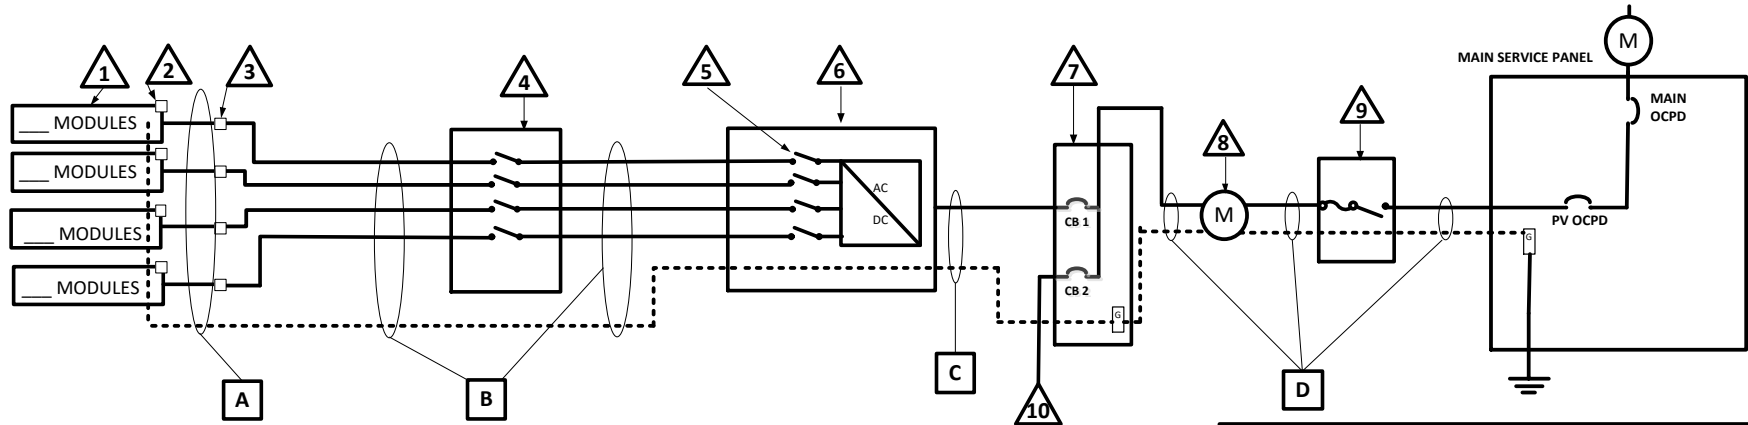 1
2
3
4
5
6
7
8
9
10
M
MAIN SERVICE PANEL
MAIN
OCPD
___ MODULES
___ MODULES
___ MODULES
___ MODULES
AC
DC
CB 1
CB 2
G
M
PV OCPD
G
A
B
C
D